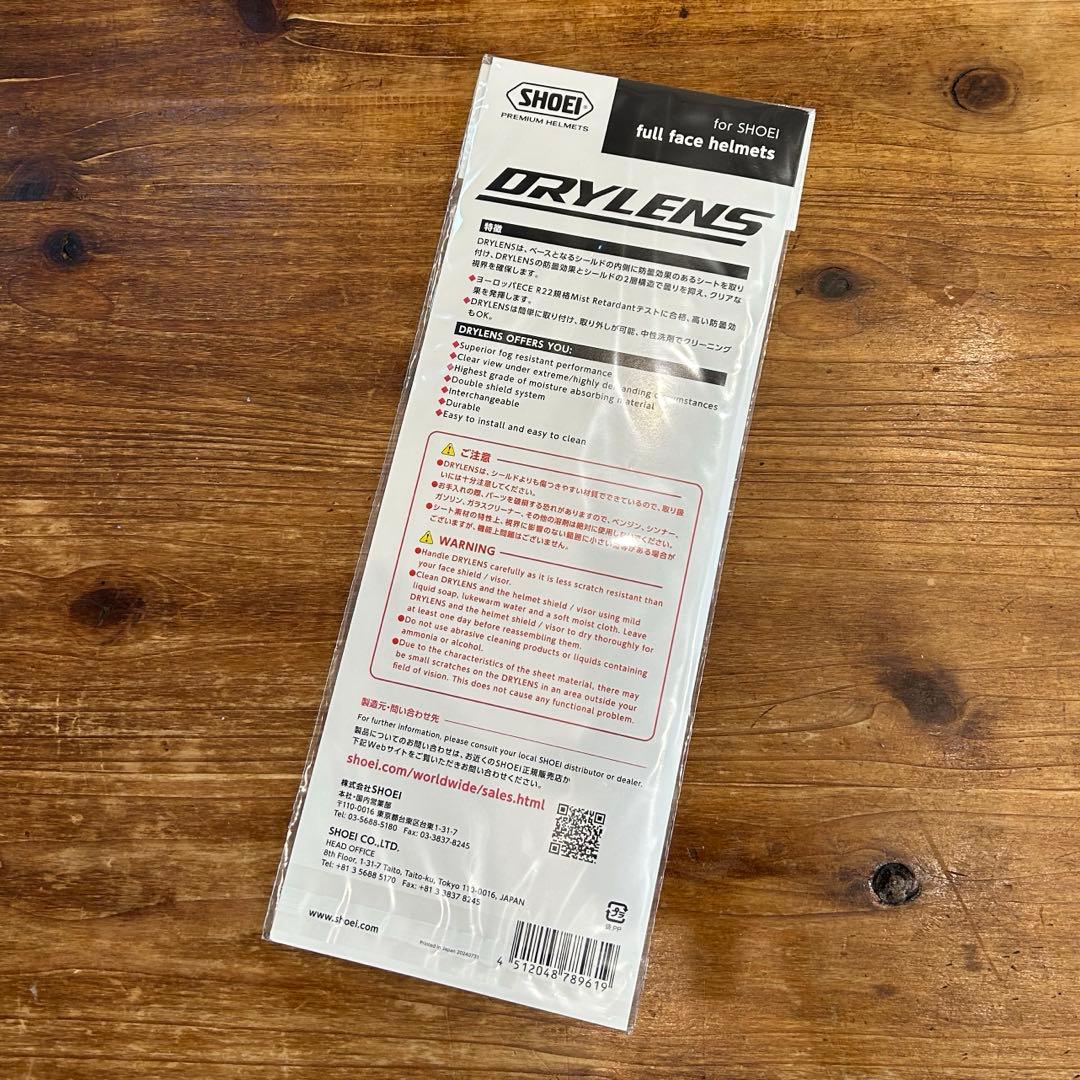 SHOEI
PREMIUM HELMETS
for SHOEI
full face helmets
DRYLENS
特徴
DRYLENSは、ベースとなるシールドの内側に防曇効果のあるシートを取り
付け、DRYLENSの防曇効果とシールドの2層構造で曇りを抑え、クリアな
視界を確保します。
◆ヨーロッパECE R22規格Mist Retardantテストに合格、高い防曇効
果を発揮します。
◆DRYLENSは簡単に取り付け、取り外しが可能、中性洗剤でクリーニング
もOK。
DRYLENS OFFERS YOU:
◆Superior fog resistant performance
◆Clear view under extreme/highly demanding circumstances
◆Highest grade of moisture absorbing material
◆Double shield system
◆Interchangeable
◆Durable
◆Easy to install and easy to clean
ご注意
●DRYLENSは、シールドよりも傷つきやすい材質でできているので、取り扱
いには十分注意してください。
●お手入れの際、パーツを破損する恐れがありますので、ベンジン、シンナー、
ガソリン、ガラスクリーナー、その他の溶剤は絶対に使用しないでください。
●シート素材の特性上、視界に影響のない範囲に小さい傷等がある場合が
ございますが、機能上問題はございません。
WARNING
●Handle DRYLENS carefully as it is less scratch resistant than
your face shield / visor.
●Clean DRYLENS and the helmet shield / visor using mild
liquid soap, lukewarm water and a soft moist cloth. Leave
DRYLENS and the helmet shield / visor to dry thoroughly for
at least one day before reassembling them.
●Do not use abrasive cleaning products or liquids containing
ammonia or alcohol.
●Due to the characteristics of the sheet material, there may
be small scratches on the DRYLENS in an area outside your
field of vision. This does not cause any functional problem.
製造元・問い合わせ先
For further information, please consult your local SHOEI distributor or dealer.
製品についてのお問い合わせは、お近くのSHOEI正規販売店か
下記Webサイトをご覧いただきお問い合わせください。
shoei.com/worldwide/sales.html
株式会社SHOEI
本社・国内営業部
〒110-0016 東京都台東区台東1-31-7
Tel: 03-5688-5180 Fax: 03-3837-8245
SHOEI CO.,LTD.
HEAD OFFICE
8th Floor, 1-31-7 Taito, Taito-ku, Tokyo 110-0016, JAPAN
Tel: +81 3 5688 5170 Fax: +81 3 3837 8245
www.shoei.com
Printed in Japan 20240731
プラ
袋:PP
4 512048 789619